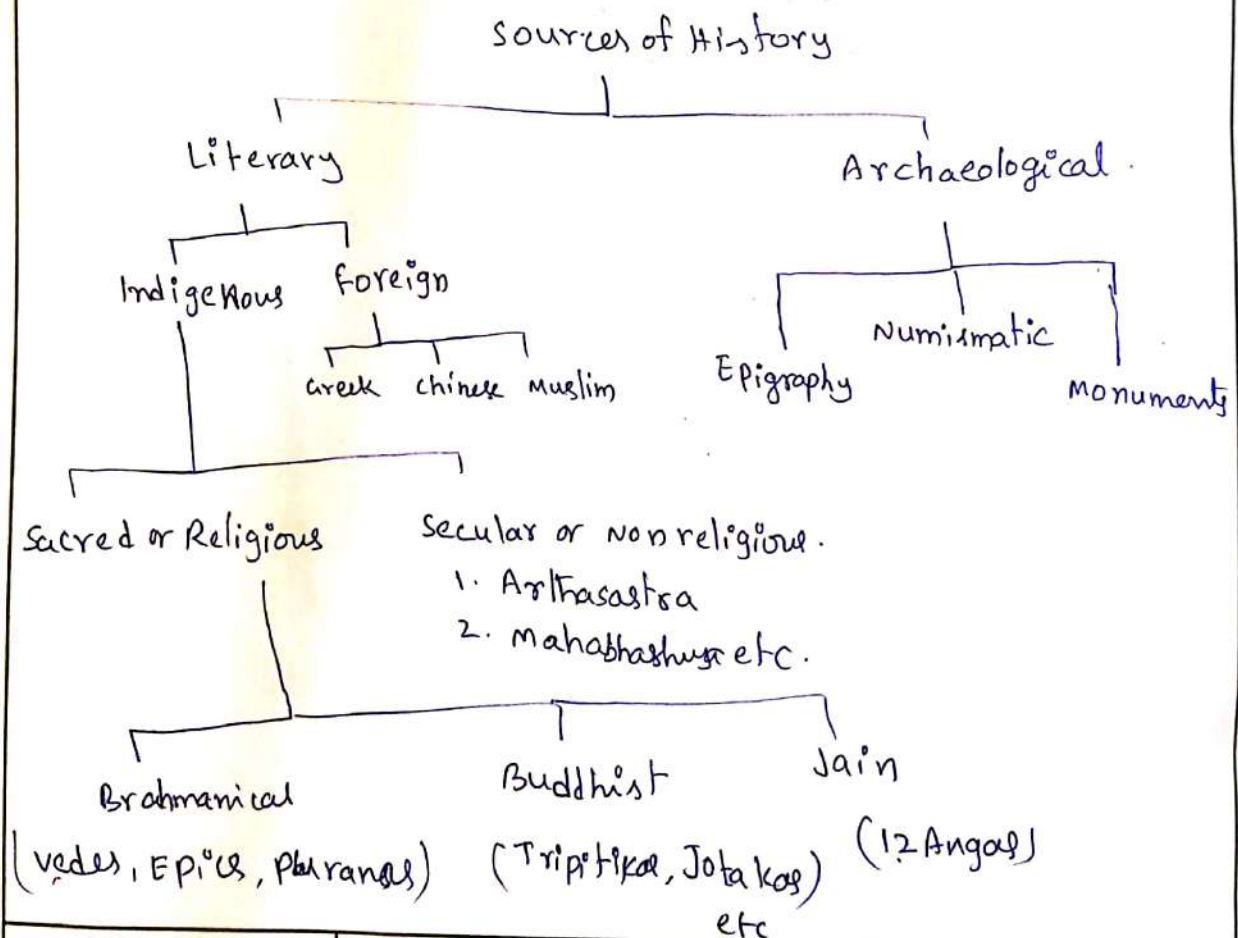 Sources of History
Literary
Archaeological.
Indigenous
Foreign
Greek
Chinese
Muslim
Epigraphy
Numismatic
Monuments
Sacred or Religious
Secular or Non religious.
1. Arthasastra
2. Mahabhashya etc.
Brahmanical
Buddhist
Jain
(vedas, Epics, Puranas)
(Tripitikas, Jotakas)
etc
(12 Angas)